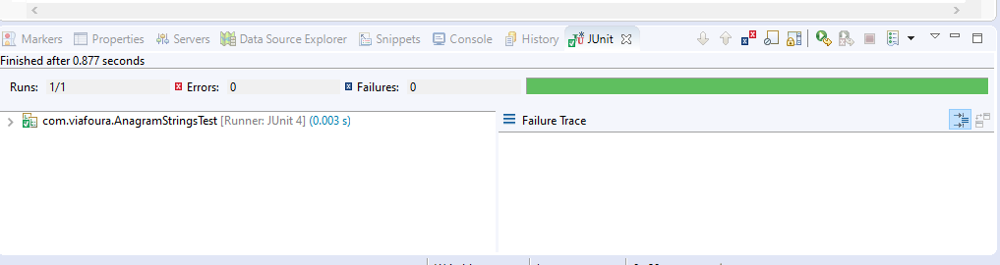 Markers Properties Servers Data Source Explorer Snippets Console History JUnit
Finished after 0.877 seconds
Runs: 1/1 Errors: 0 Failures: 0
com.viafoura.AnagramStringsTest [Runner: JUnit 4] (0.003 s)
Failure Trace